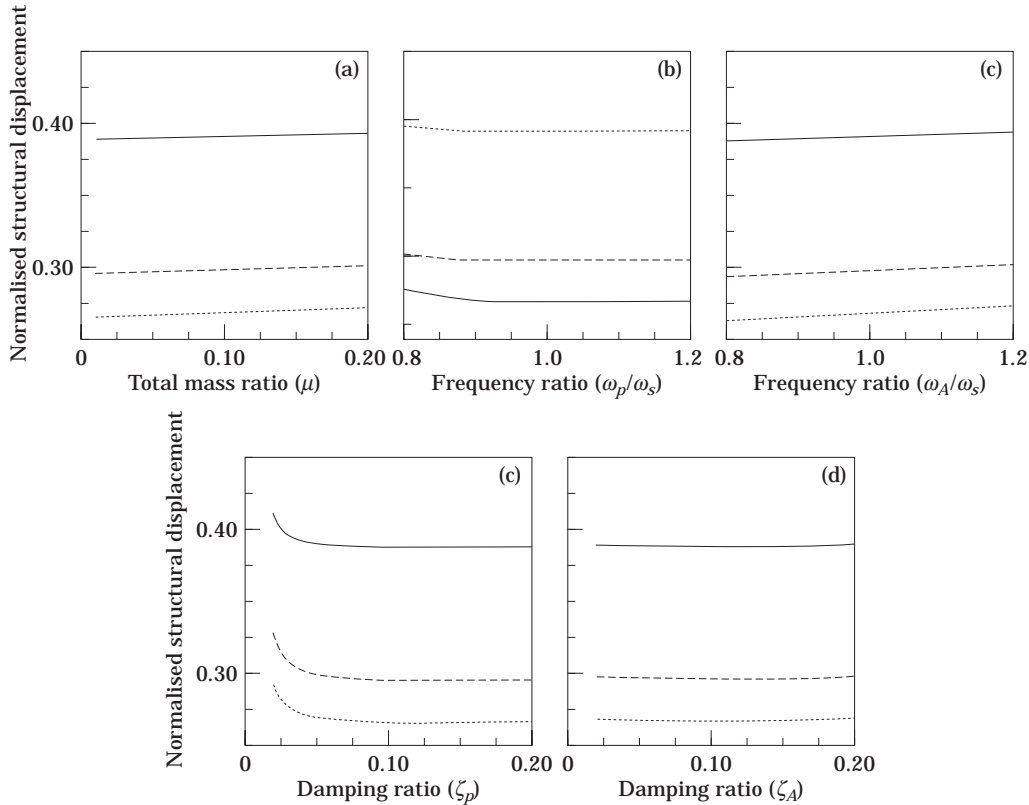 Normalised structural displacement
(a)
(b)
(c)
0.40
0.30
0
0.10
0.20
0.8
1.0
1.2
0.8
1.0
1.2
Total mass ratio (μ)
Frequency ratio (ωp/ωs)
Frequency ratio (ωA/ωs)
Normalised structural displacement
(c)
(d)
0.40
0.30
0
0.10
0.20
0
0.10
0.20
Damping ratio (ζp)
Damping ratio (ζA)